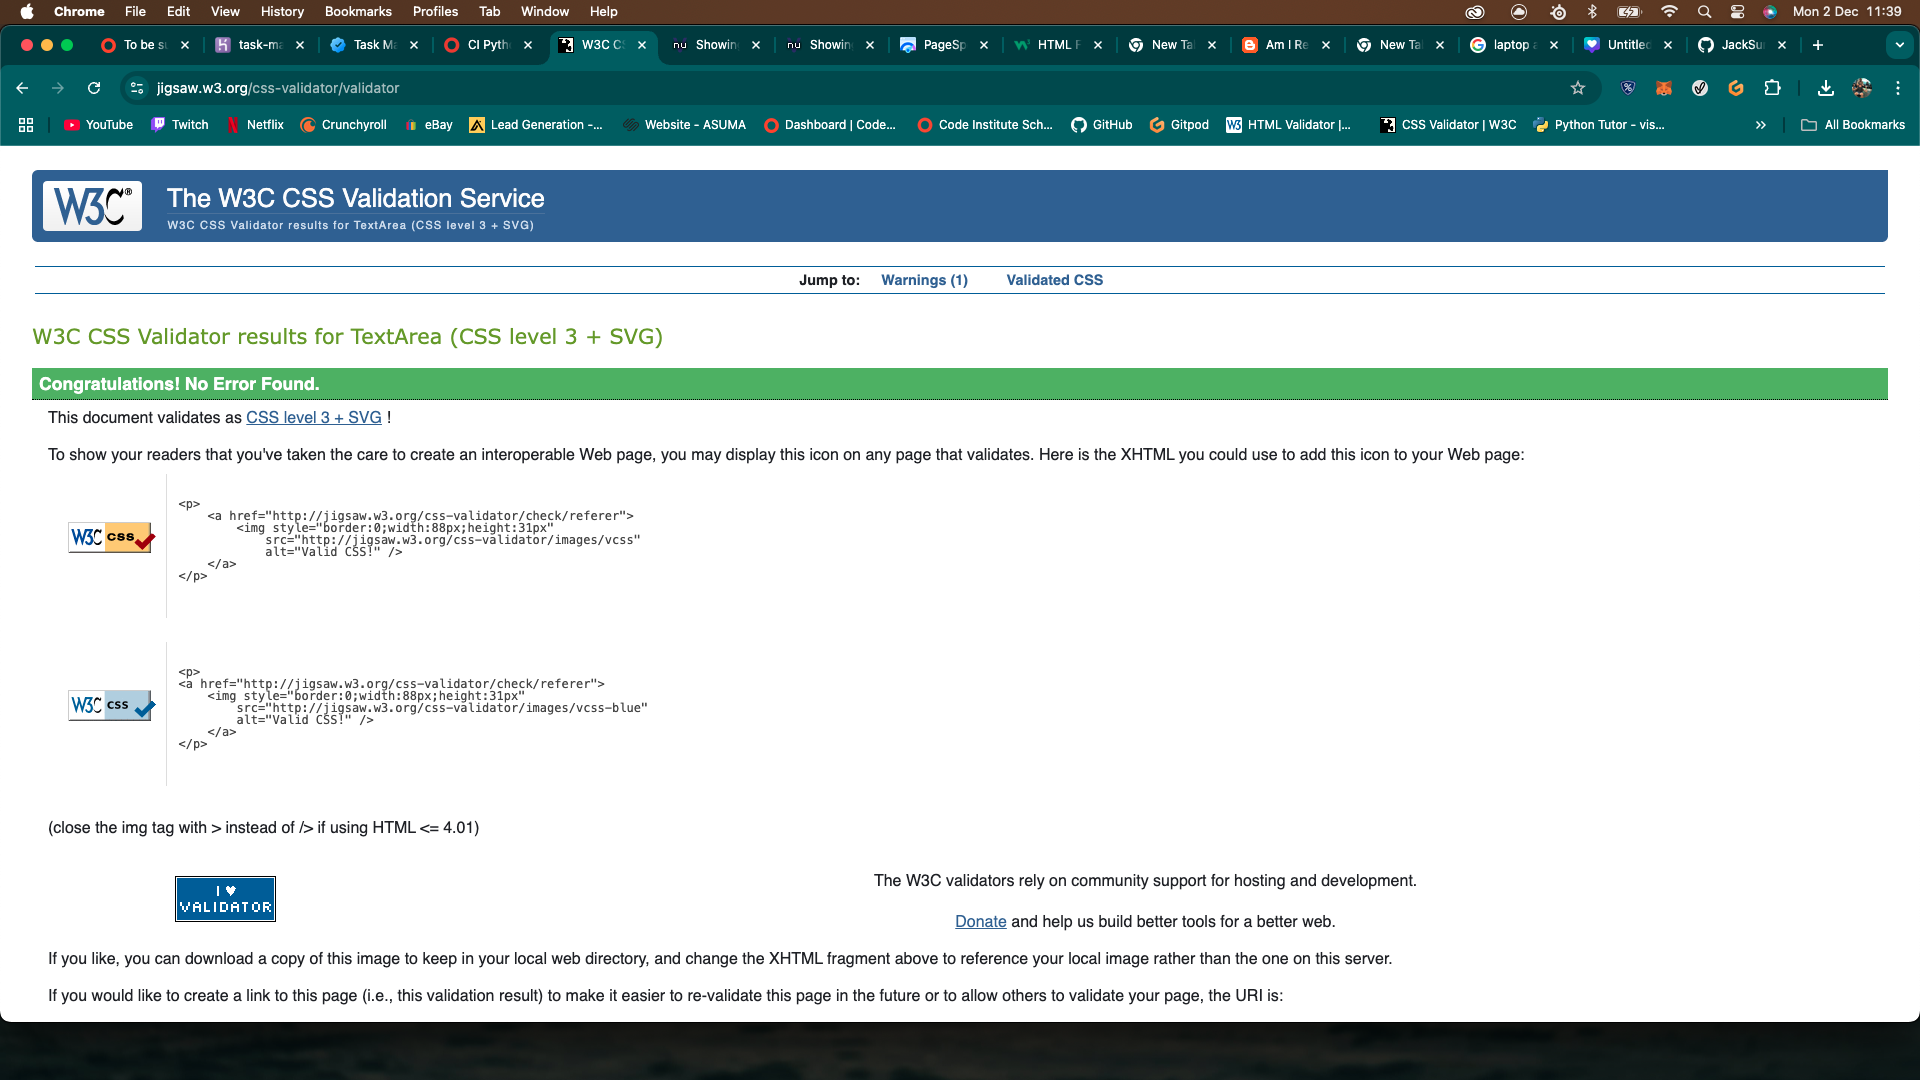 Chrome File Edit View History Bookmarks Profiles Tab Window Help Mon 2 Dec 11:39
To be su task-ma Task Ma CI Pytho W3C CS Showin Showin PageSp HTML F New Ta Am I Re New Ta laptop a Untitled JackSu
jigsaw.w3.org/css-validator/validator
YouTube Twitch Netflix Crunchyroll eBay Lead Generation -... Website - ASUMA Dashboard | Code... Code Institute Sch... GitHub Gitpod HTML Validator |... CSS Validator | W3C Python Tutor - vis... » All Bookmarks
W3C® The W3C CSS Validation Service
W3C CSS Validator results for TextArea (CSS level 3 + SVG)
Jump to: Warnings (1) Validated CSS
W3C CSS Validator results for TextArea (CSS level 3 + SVG)
Congratulations! No Error Found.
This document validates as CSS level 3 + SVG !
To show your readers that you've taken the care to create an interoperable Web page, you may display this icon on any page that validates. Here is the XHTML you could use to add this icon to your Web page:
W3C css
<p>
<a href="http://jigsaw.w3.org/css-validator/check/referer">
<img style="border:0;width:88px;height:31px"
src="http://jigsaw.w3.org/css-validator/images/vcss"
alt="Valid CSS!" />
</a>
</p>
W3C css
<p>
<a href="http://jigsaw.w3.org/css-validator/check/referer">
<img style="border:0;width:88px;height:31px"
src="http://jigsaw.w3.org/css-validator/images/vcss-blue"
alt="Valid CSS!" />
</a>
</p>
(close the img tag with > instead of /> if using HTML <= 4.01)
I ♥
VALIDATOR
The W3C validators rely on community support for hosting and development.
Donate and help us build better tools for a better web.
If you like, you can download a copy of this image to keep in your local web directory, and change the XHTML fragment above to reference your local image rather than the one on this server.
If you would like to create a link to this page (i.e., this validation result) to make it easier to re-validate this page in the future or to allow others to validate your page, the URI is: